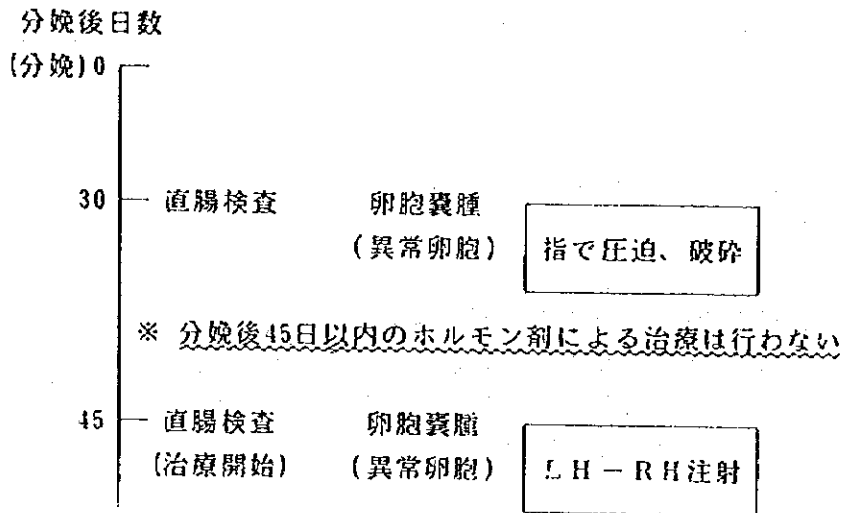 分娩後日数
(分娩) 0
30 直腸検査 卵胞嚢腫
(異常卵胞) 指で圧迫、破砕
※ 分娩後45日以内のホルモン剤による治療は行わない
45 直腸検査 卵胞嚢腫
(治療開始) (異常卵胞) LH－RH注射